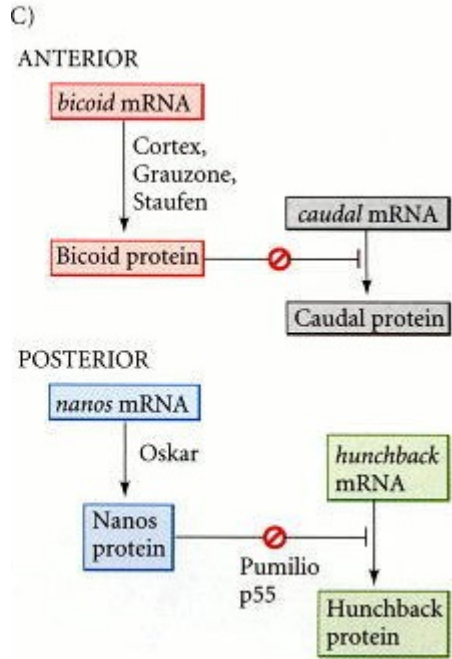 C)
ANTERIOR
bicoid mRNA
Cortex,
Grauzone,
Staufen
caudal mRNA
Bicoid protein
Caudal protein
POSTERIOR
nanos mRNA
Oskar
hunchback
mRNA
Nanos
protein
Pumilio
p55
Hunchback
protein